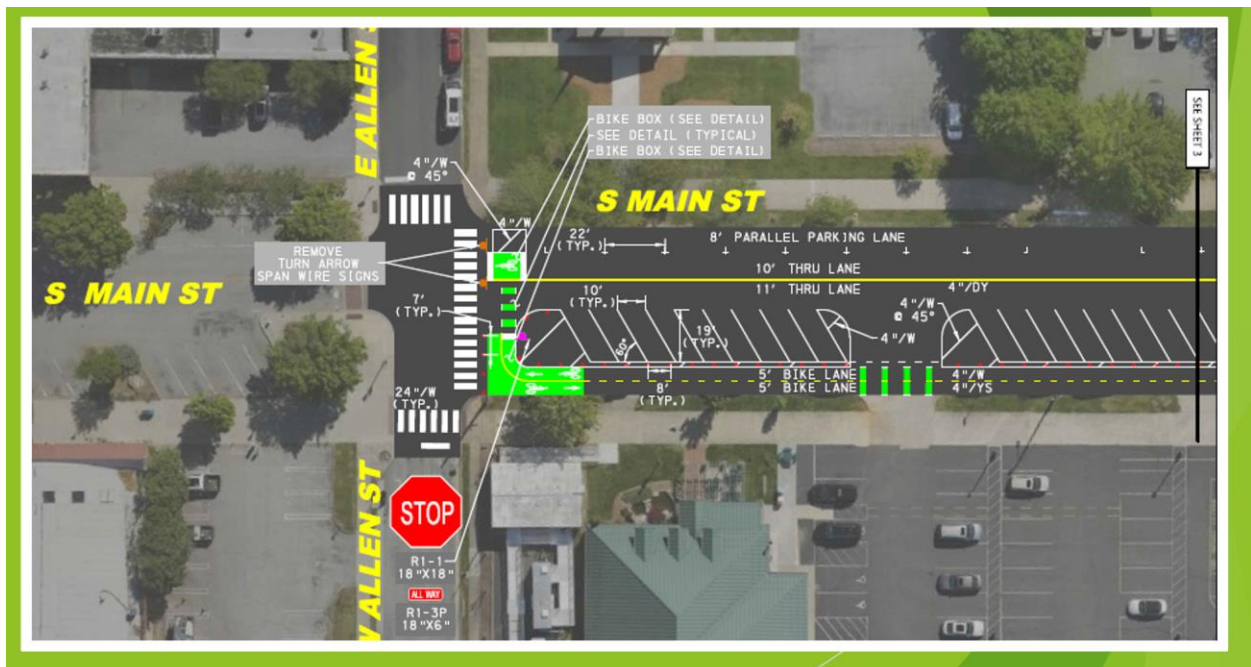 E ALLEN S
BIKE BOX (SEE DETAIL)
SEE DETAIL (TYPICAL)
BIKE BOX (SEE DETAIL)
SEE SHEET 3
4"/W
@ 45°
S MAIN ST
4"/W
22'
(TYP.)
8' PARALLEL PARKING LANE
REMOVE
TURN ARROW
SPAN WIRE SIGNS
10' THRU LANE
11' THRU LANE
4"/DY
S MAIN ST
7'
(TYP.)
10'
(TYP.)
4"/W
@ 45°
19'
(TYP.)
4"/W
60°
5' BIKE LANE
4"/W
5' BIKE LANE
4"/YS
8'
(TYP.)
24"/W
(TYP.)
ALLEN ST
STOP
R1-1
18"X18"
ALL WAY
R1-3P
18"X6"